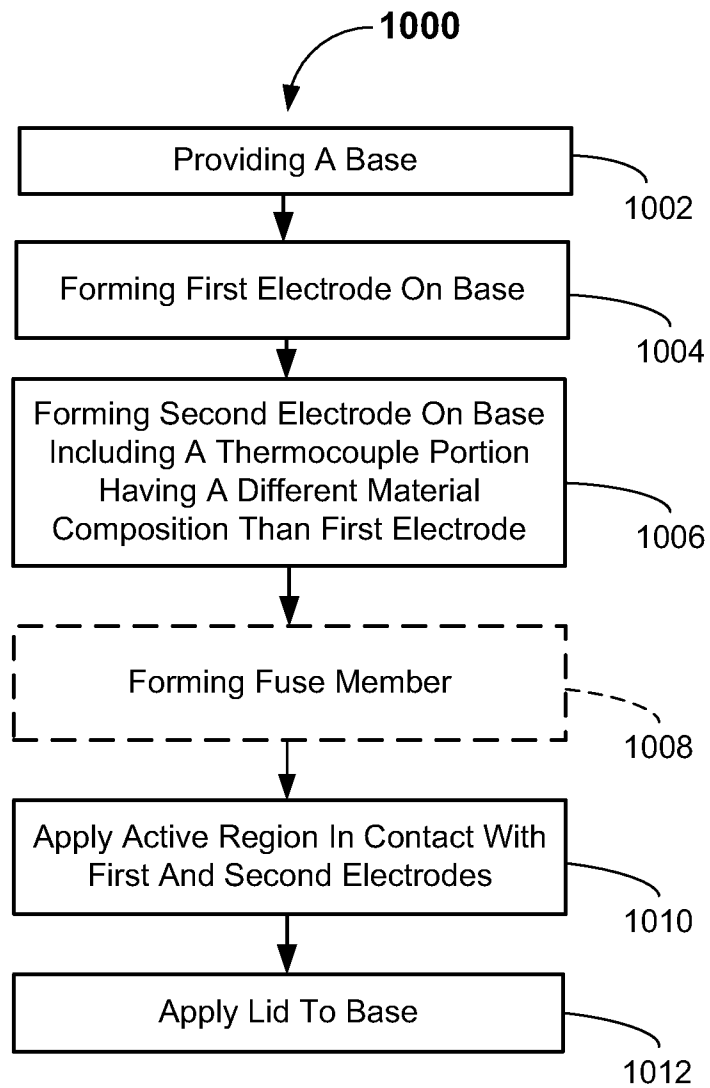 1000
Providing A Base
1002
Forming First Electrode On Base
1004
Forming Second Electrode On Base
Including A Thermocouple Portion
Having A Different Material
Composition Than First Electrode
1006
Forming Fuse Member
1008
Apply Active Region In Contact With
First And Second Electrodes
1010
Apply Lid To Base
1012